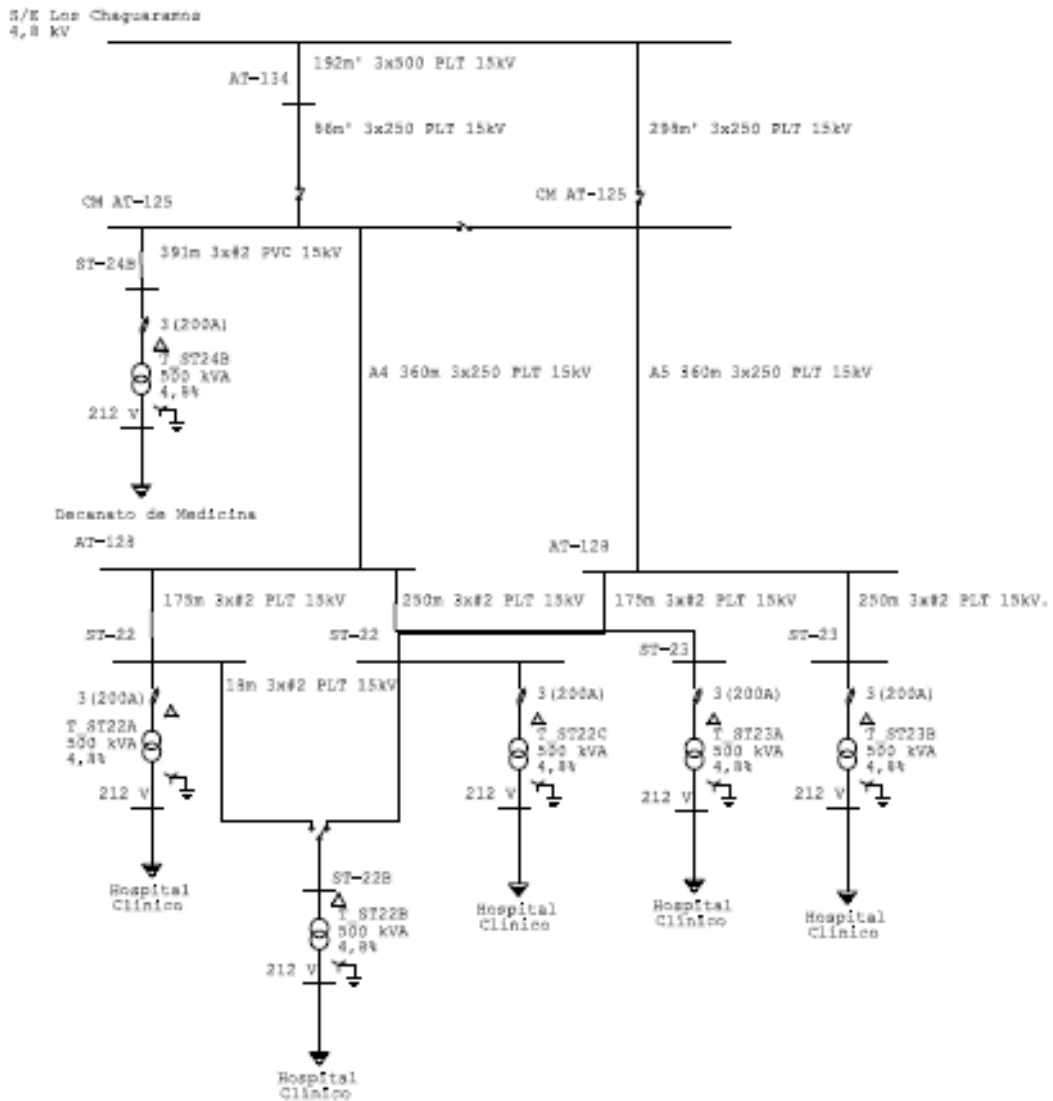 S/E Los Chaguaramos
4,8 kV
192m' 3x500 PLT 15kV
AT-134
298m' 3x250 PLT 15kV
3x250 PLT 15kV
CM AT-125
CM AT-125
391m 3x#2 PVC 15kV
ST-24B
3(200A)
T_ST24B
500 kVA
4,8%
212 V
A4 360m 3x250 PLT 15kV
A5 360m 3x250 PLT 15kV
Decanato de Medicina
AT-128
AT-128
175m 3x#2 PLT 15kV
250m 3x#2 PLT 15kV
175m 3x#2 PLT 15kV
250m 3x#2 PLT 15kV.
ST-22
ST-22
ST-23
ST-23
18m 3x#2 PLT 15kV
3(200A)
T_ST22A
500 kVA
4,8%
212 V
Hospital
Clinico
3(200A)
T_ST22C
500 kVA
4,8%
212 V
Hospital
Clinico
3(200A)
T_ST23A
500 kVA
4,8%
212 V
Hospital
Clinico
3(200A)
T_ST23B
500 kVA
4,8%
212 V
Hospital
Clinico
ST-22B
T_ST22B
500 kVA
4,8%
212 V
Hospital
Clinico